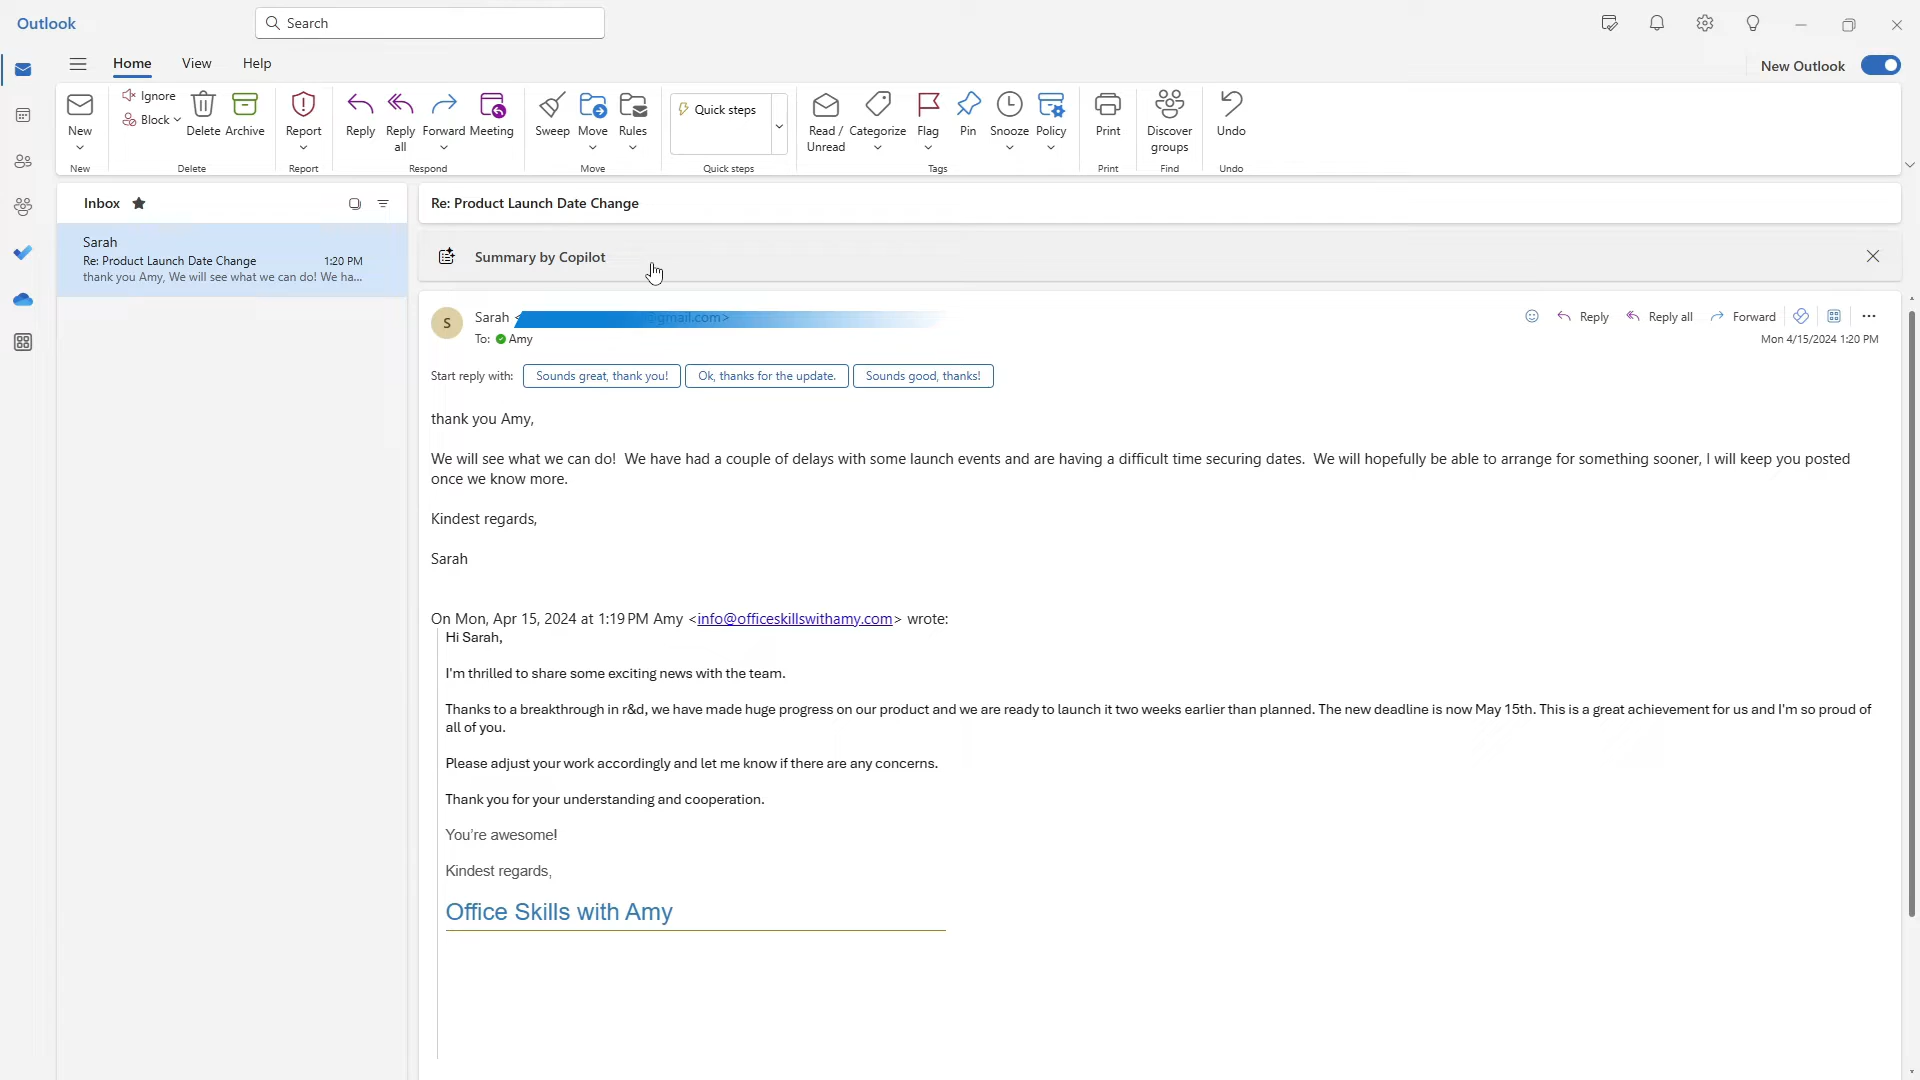 Outlook
Search
Home View Help
New Outlook
New
Ignore
Block
Delete
Archive
Report
Reply
Reply all
Forward
Meeting
Sweep
Move
Rules
Quick steps
Read / Unread
Categorize
Flag
Pin
Snooze
Policy
Print
Discover groups
Undo
New
Delete
Report
Respond
Move
Quick steps
Tags
Print
Find
Undo
Inbox
Sarah
Re: Product Launch Date Change 1:20 PM
thank you Amy, We will see what we can do! We ha...
Re: Product Launch Date Change
Summary by Copilot
S
Sarah < @gmail.com>
To: Amy
Reply
Reply all
Forward
Mon 4/15/2024 1:20 PM
Start reply with: Sounds great, thank you! Ok, thanks for the update. Sounds good, thanks!
thank you Amy,
We will see what we can do! We have had a couple of delays with some launch events and are having a difficult time securing dates. We will hopefully be able to arrange for something sooner, I will keep you posted
once we know more.
Kindest regards,
Sarah
On Mon, Apr 15, 2024 at 1:19 PM Amy <info@officeskillswithamy.com> wrote:
Hi Sarah,
I'm thrilled to share some exciting news with the team.
Thanks to a breakthrough in r&d, we have made huge progress on our product and we are ready to launch it two weeks earlier than planned. The new deadline is now May 15th. This is a great achievement for us and I'm so proud of
all of you.
Please adjust your work accordingly and let me know if there are any concerns.
Thank you for your understanding and cooperation.
You're awesome!
Kindest regards,
Office Skills with Amy